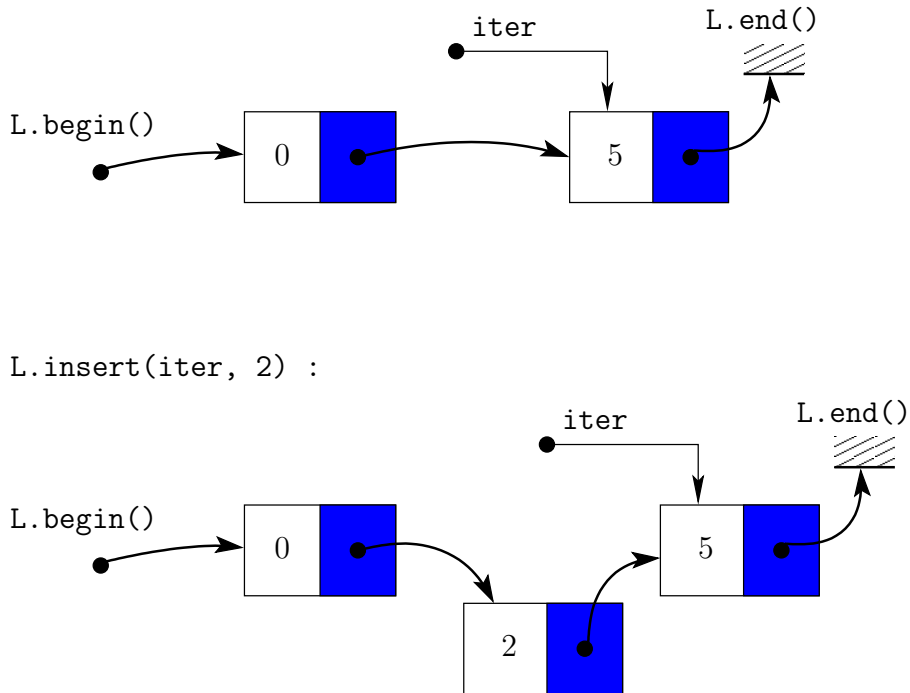 L.end()
iter
L.begin()
0
5
L.insert(iter, 2) :
L.end()
iter
L.begin()
0
5
2